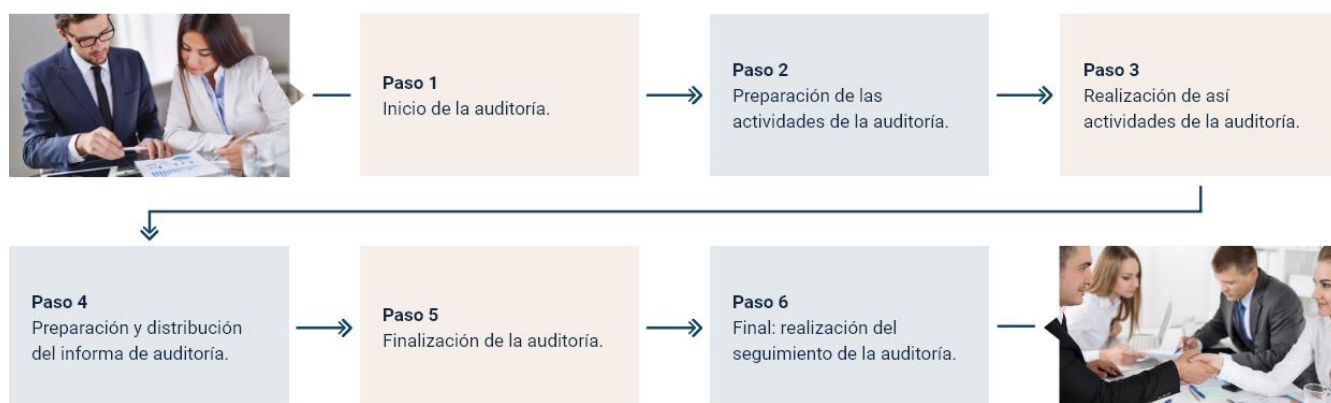 Paso 1
Inicio de la auditoría.
Paso 2
Preparación de las
actividades de la auditoría.
Paso 3
Realización de así
actividades de la auditoría.
Paso 4
Preparación y distribución
del informa de auditoría.
Paso 5
Finalización de la auditoría.
Paso 6
Final: realización del
seguimiento de la auditoría.